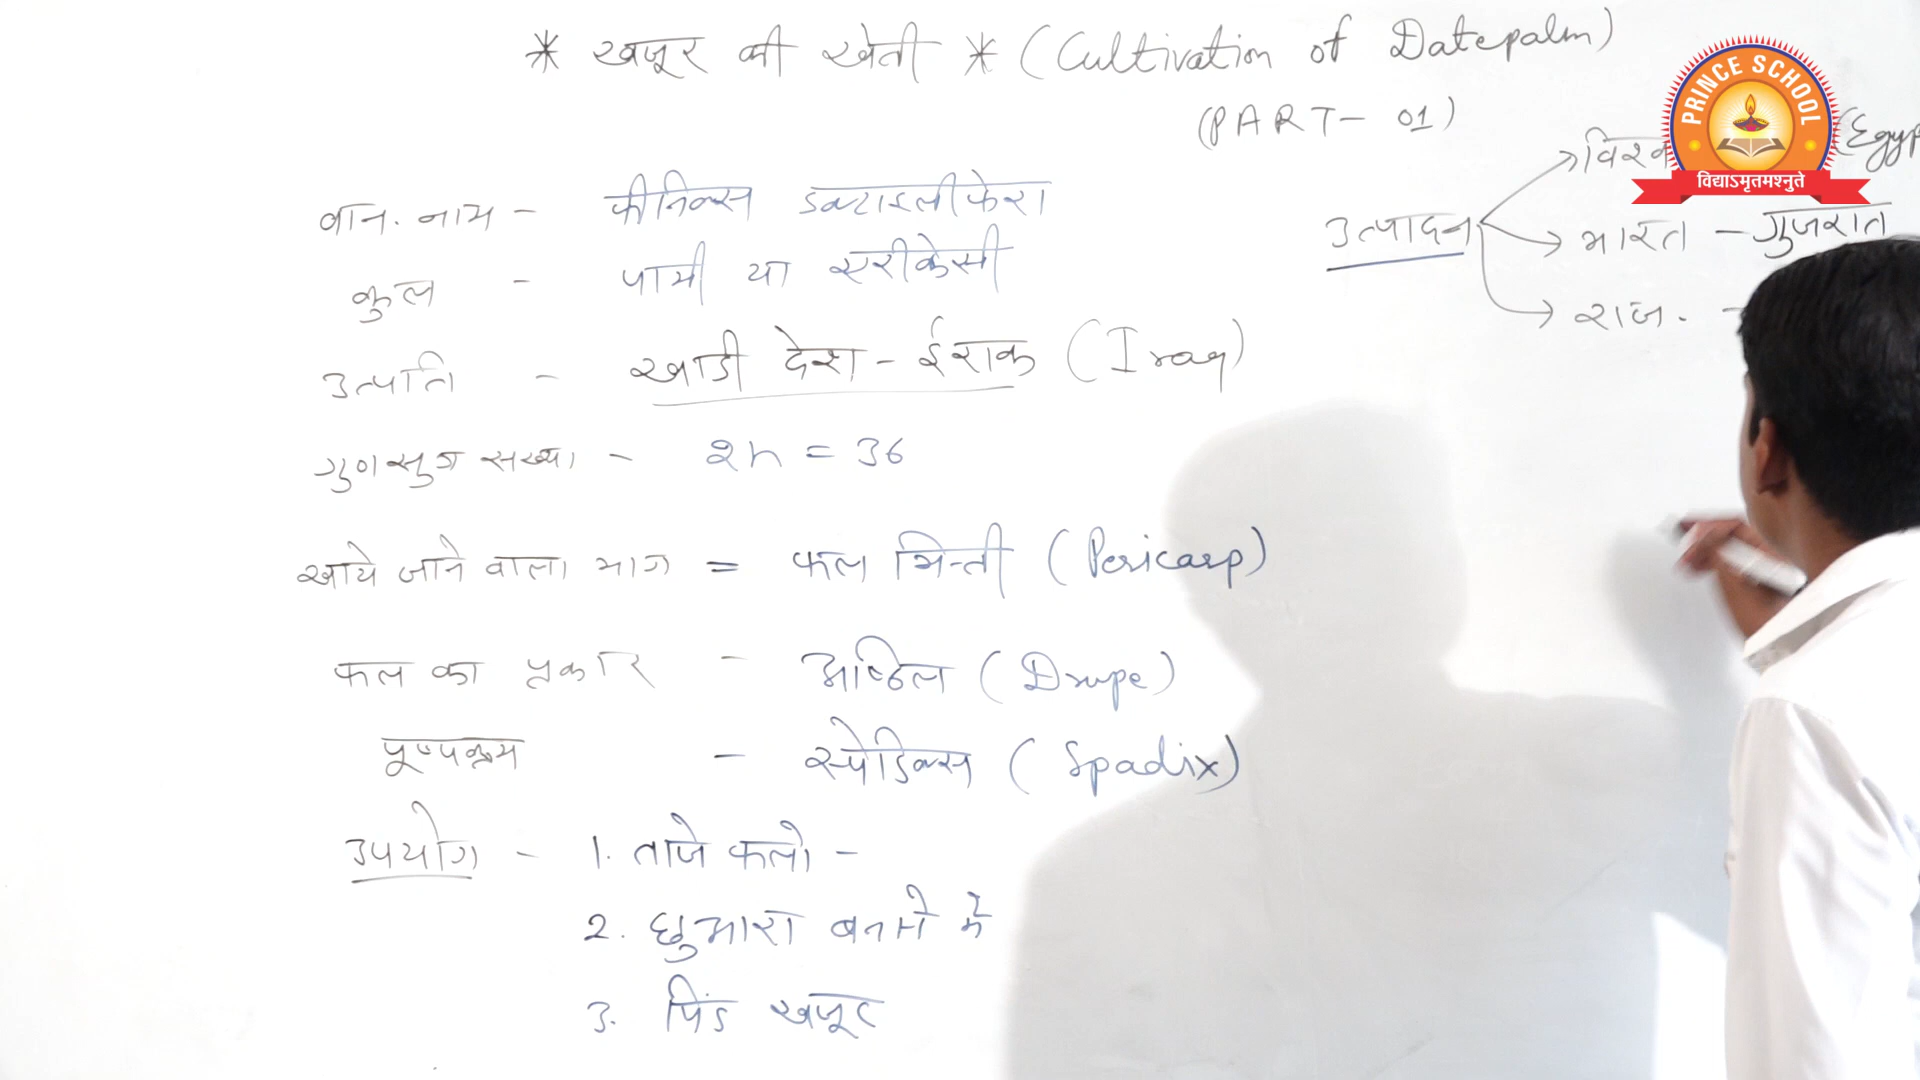 * खजूर की खेती * (Cultivation of Datepalm)
(PART- 01)
वान. नाम - फीनिक्स डक्टाइलीफेरा
कुल - पामी या एरीकेसी
उत्पति - खाडी देश - ईराक (Iraq)
गुणसुत्र सख्या - 2n = 36
खाये जाने वाला भाग = फल भित्ती (Pericarp)
फल का प्रकार - अष्ठिल (Drupe)
पूष्पक्रम - स्पेडिक्स (Spadix)
उपयोग - 1. ताजे फलो -
2. छुआरा बनाने मे
3. पिंड खजूर
उत्पादन
(Egyp
भारत - गुजरात
राज. -
PRINCE SCHOOL
विद्याऽमृतमश्नुते